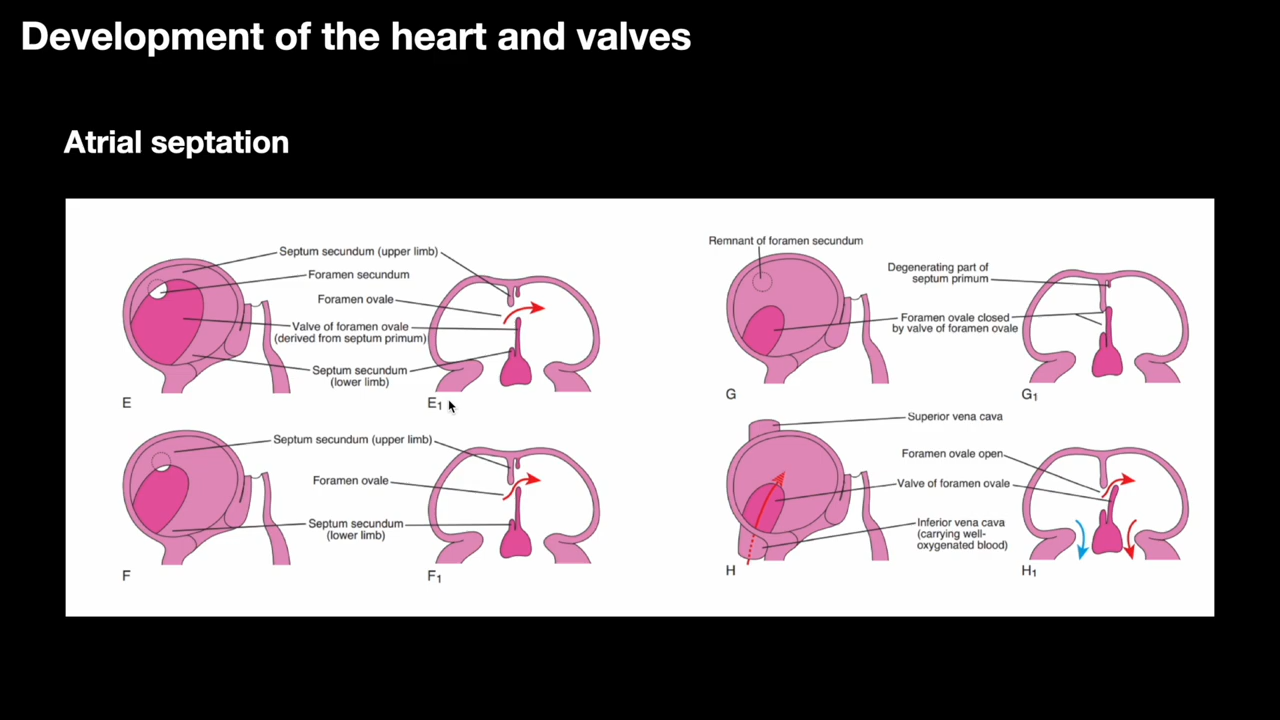 Development of the heart and valves
Atrial septation
Septum secundum (upper limb)
Foramen secundum
Foramen ovale
Valve of foramen ovale
(derived from septum primum)
Septum secundum
(lower limb)
E
E1
Remnant of foramen secundum
Degenerating part of
septum primum
Foramen ovale closed
by valve of foramen ovale
G
G1
Septum secundum (upper limb)
Foramen ovale
Septum secundum
(lower limb)
F
F1
Superior vena cava
Foramen ovale open
Valve of foramen ovale
Inferior vena cava
(carrying well-
oxygenated blood)
H
H1